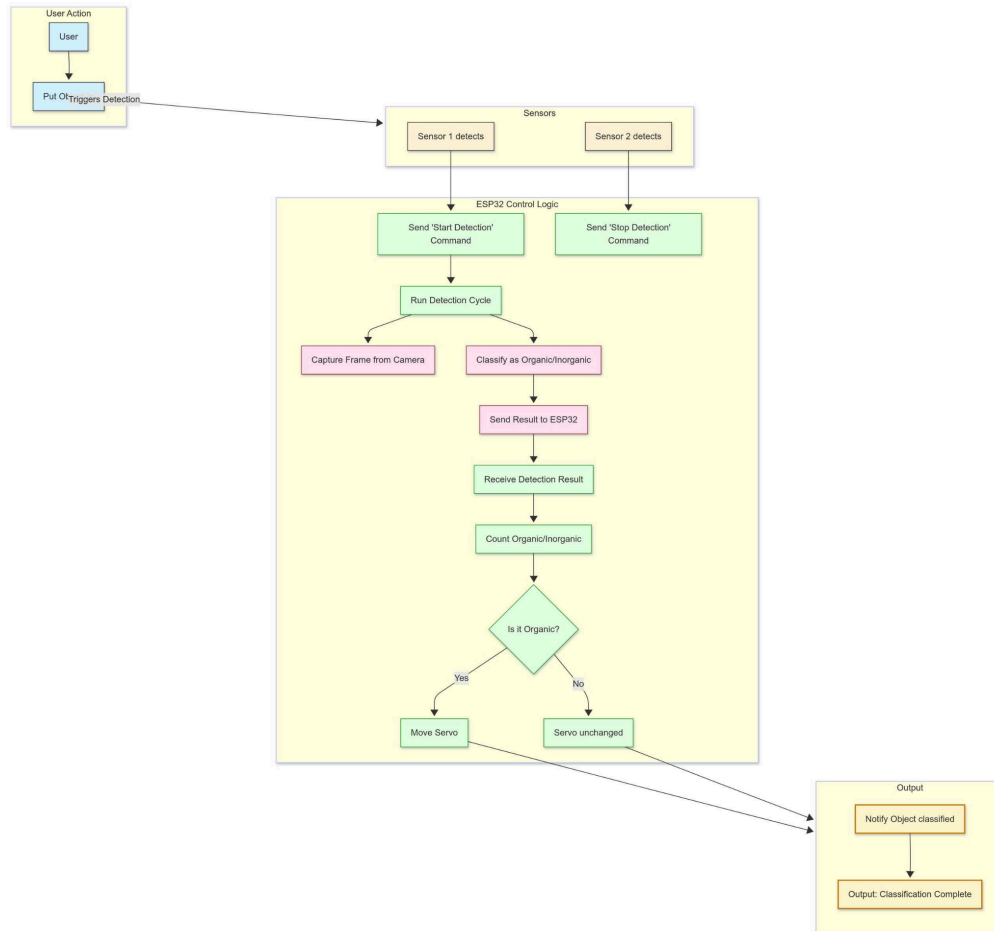 User Action
User
Put Ob
Triggers Detection
Sensors
Sensor 1 detects
Sensor 2 detects
ESP32 Control Logic
Send 'Start Detection'
Command
Send 'Stop Detection'
Command
Run Detection Cycle
Capture Frame from Camera
Classify as Organic/Inorganic
Send Result to ESP32
Receive Detection Result
Count Organic/Inorganic
Is it Organic?
Yes
No
Move Servo
Servo unchanged
Output
Notify Object classified
Output: Classification Complete